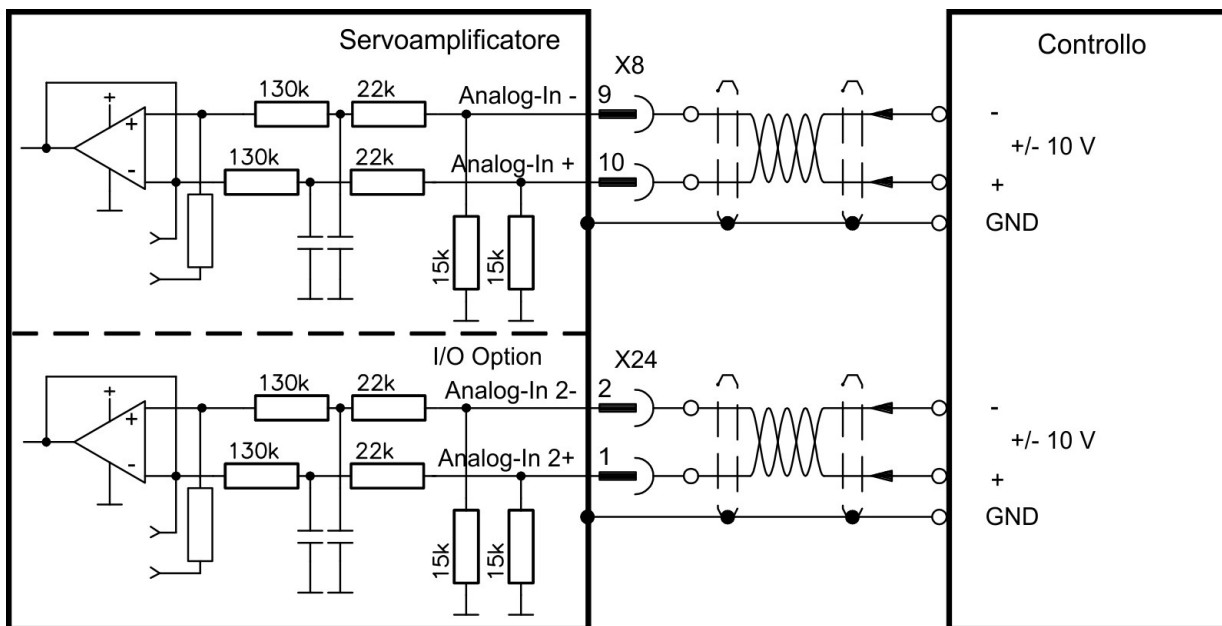 Servoamplificatore
Controllo
X8
130k
22k
Analog-In -
9
-
+
+
+/- 10 V
130k
22k
Analog-In +
10
-
+
GND
15k
15k
I/O Option
X24
130k
22k
Analog-In 2-
2
-
+
+
+/- 10 V
130k
22k
Analog-In 2+
1
-
+
GND
15k
15k